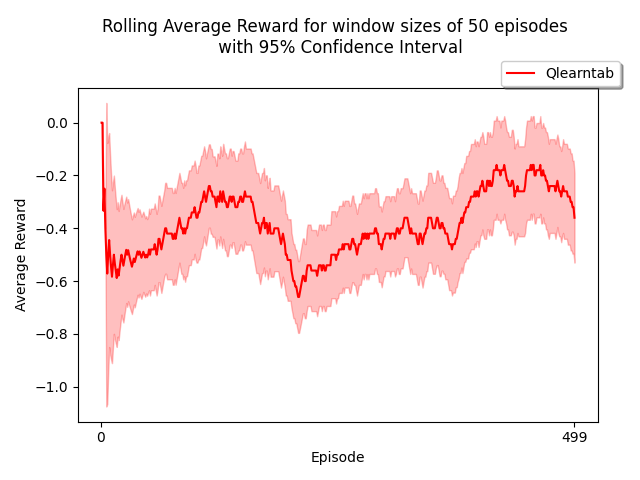 Rolling Average Reward for window sizes of 50 episodes
with 95% Confidence Interval
Qlearntab
0.0
−0.2
−0.4
−0.6
−0.8
−1.0
Average Reward
0
499
Episode